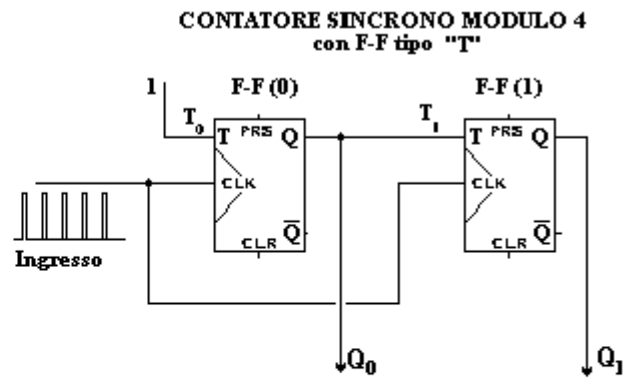 CONTATORE SINCRONO MODULO 4
con F-F tipo "T"
1
F-F (0)
F-F (1)
T₀
T₁
T PRS Q
T PRS Q
CLK
CLK
Q̅
Q̅
CLR
CLR
Ingresso
Q₀
Q₁